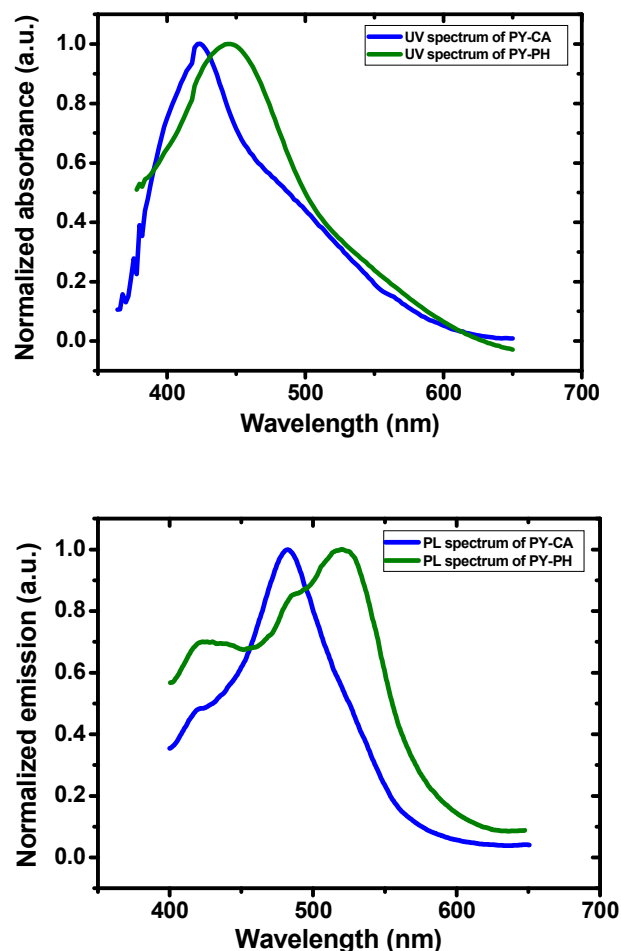 UV spectrum of PY-CA
UV spectrum of PY-PH
Normalized absorbance (a.u.)
1.0
0.8
0.6
0.4
0.2
0.0
400 500 600 700
Wavelength (nm)
PL spectrum of PY-CA
PL spectrum of PY-PH
Normalized emission (a.u.)
1.0
0.8
0.6
0.4
0.2
0.0
400 500 600 700
Wavelength (nm)